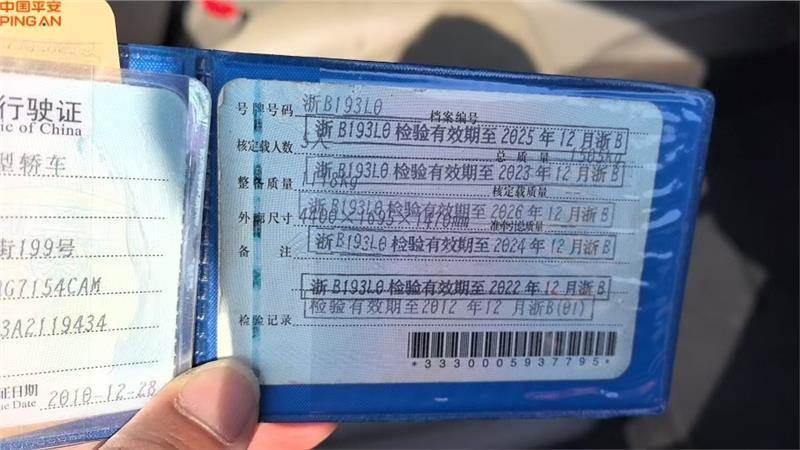 中国平安
PINGAN
行驶证
ic of China
型轿车
街199号
MG7154CAM
3A2119434
证日期
ue Date 2010-12-28
号牌号码 浙B193L0
档案编号
浙B193L0检验有效期至2025年12月浙B
核定载人数 5人
总质量 1505kg
浙B193L0检验有效期至2023年12月浙B
整备质量
核定载质量 --
浙B193L0检验有效期至2026年12月浙B
外廓尺寸 4400×1695×1470mm
浙B193L0检验有效期至2024年12月浙B
备注
浙B193L0检验有效期至2022年12月浙B
检验有效期至2012年12月浙B(01)
检验记录
*3330005937795*